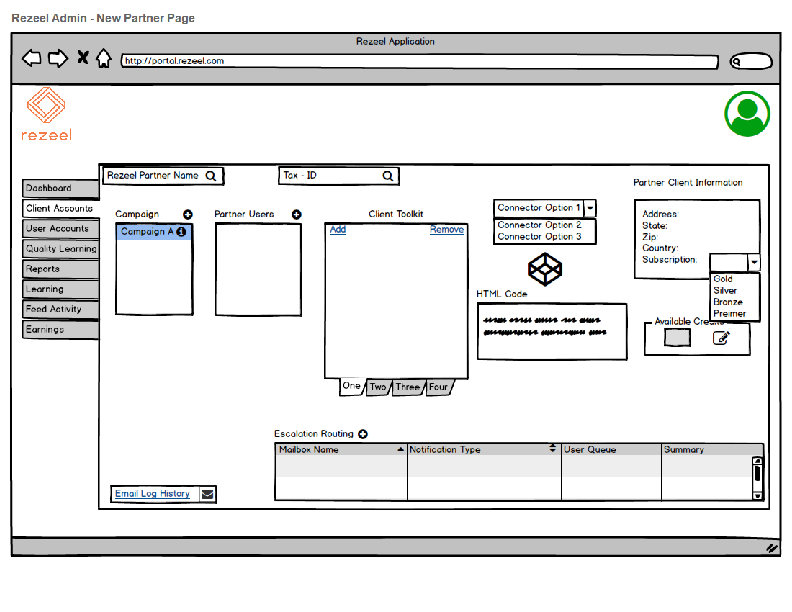 Rezeel Admin - New Partner Page
Rezeel Application
http://portal.rezeel.com
rezeel
Rezeel Partner Name
Tax - ID
Partner Client Information
Dashboard
Client Accounts
User Accounts
Quality Learning
Reports
Learning
Feed Activity
Earnings
Campaign
Campaign A
Partner Users
Client Toolkit
Add
Remove
One
Two
Three
Four
Connector Option 1
Connector Option 2
Connector Option 3
HTML Code
Address:
State:
Zip:
Country:
Subscription:
Gold
Silver
Bronze
Preimer
Available
Escalation Routing
Mailbox Name
Notification Type
User Queue
Summary
Email Log History